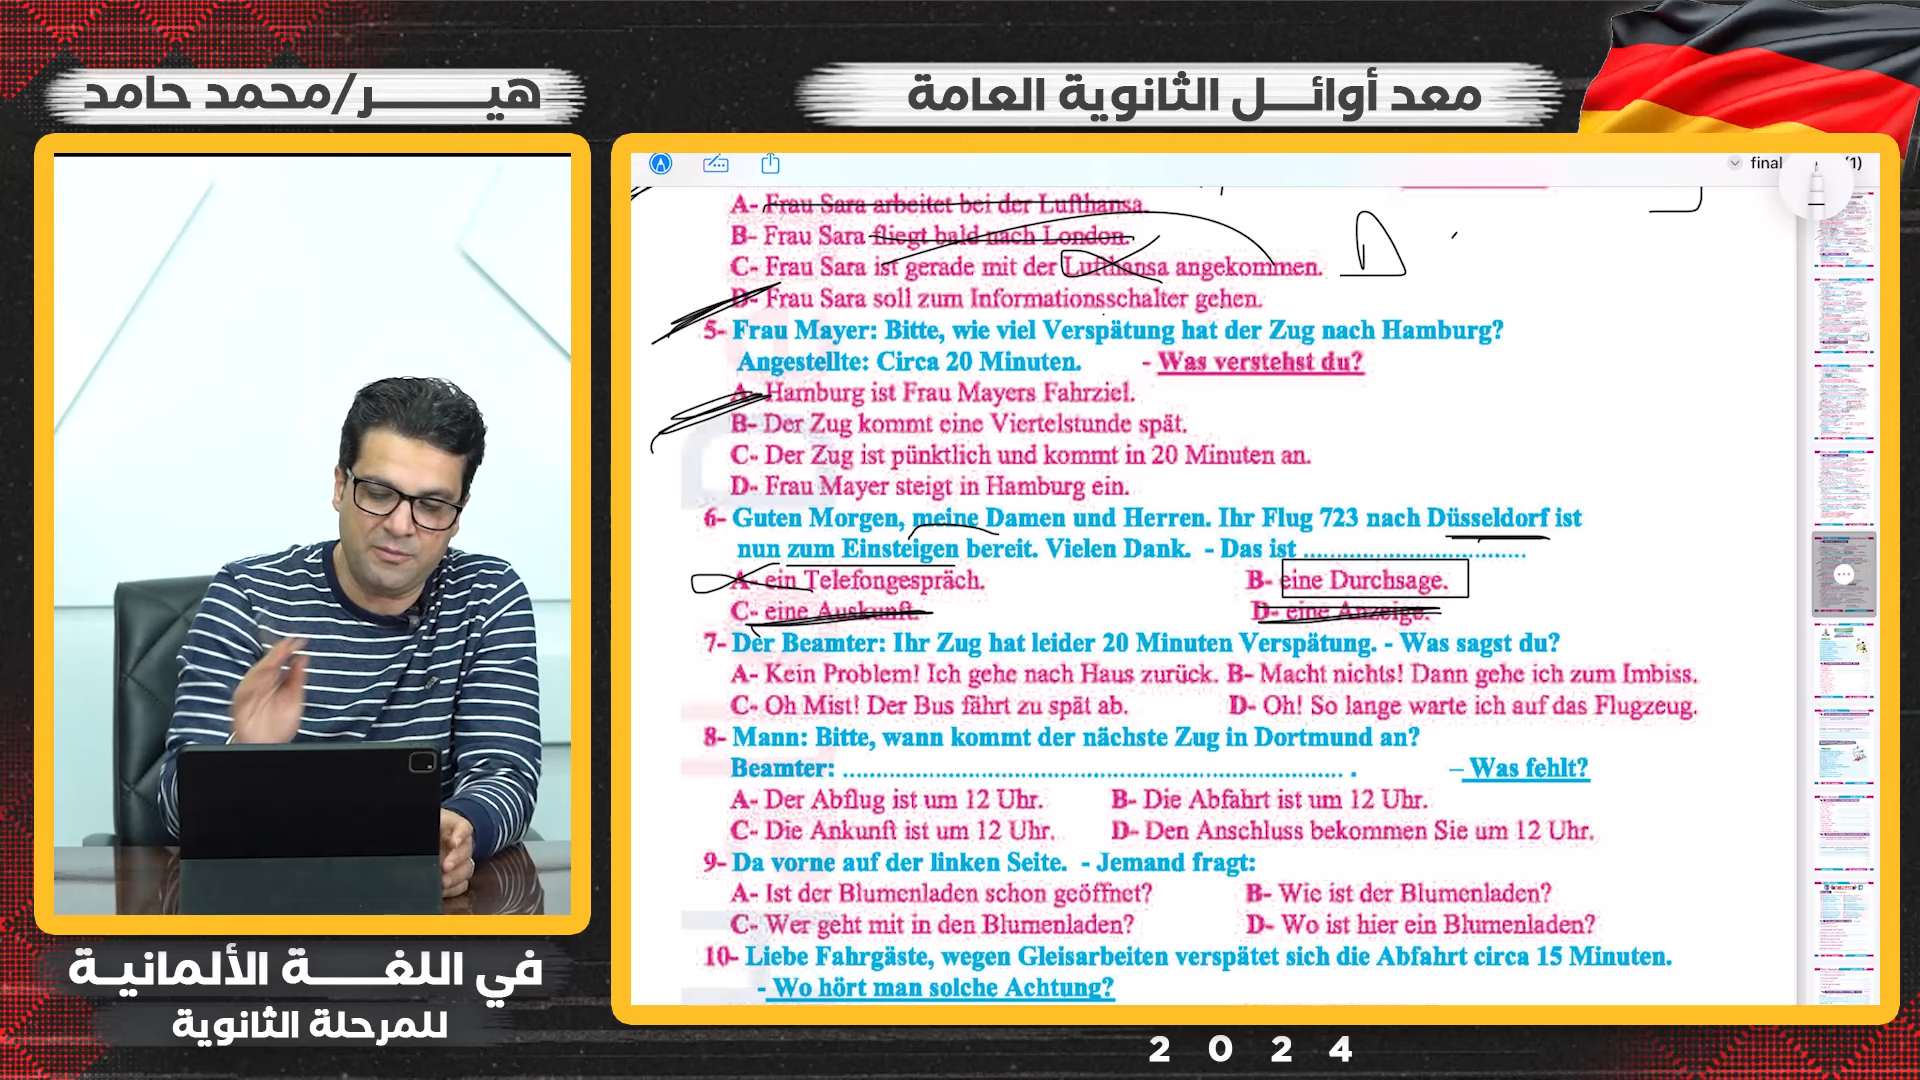 هيـــــر/محمد حامد
معد أوائـــل الثانوية العامة
final
(1)
A- Frau Sara arbeitet bei der Lufthansa.
B- Frau Sara fliegt bald nach London.
C- Frau Sara ist gerade mit der Lufthansa angekommen.
D
D- Frau Sara soll zum Informationsschalter gehen.
5- Frau Mayer: Bitte, wie viel Verspätung hat der Zug nach Hamburg?
Angestellte: Circa 20 Minuten. - Was verstehst du?
A- Hamburg ist Frau Mayers Fahrziel.
B- Der Zug kommt eine Viertelstunde spät.
C- Der Zug ist pünktlich und kommt in 20 Minuten an.
D- Frau Mayer steigt in Hamburg ein.
6- Guten Morgen, meine Damen und Herren. Ihr Flug 723 nach Düsseldorf ist
nun zum Einsteigen bereit. Vielen Dank. - Das ist .................................
A- ein Telefongespräch. B- eine Durchsage.
C- eine Auskunft. D- eine Anzeige.
7- Der Beamter: Ihr Zug hat leider 20 Minuten Verspätung. - Was sagst du?
A- Kein Problem! Ich gehe nach Haus zurück. B- Macht nichts! Dann gehe ich zum Imbiss.
C- Oh Mist! Der Bus fährt zu spät ab. D- Oh! So lange warte ich auf das Flugzeug.
8- Mann: Bitte, wann kommt der nächste Zug in Dortmund an?
Beamter: ........................................................................... . – Was fehlt?
A- Der Abflug ist um 12 Uhr. B- Die Abfahrt ist um 12 Uhr.
C- Die Ankunft ist um 12 Uhr. D- Den Anschluss bekommen Sie um 12 Uhr.
9- Da vorne auf der linken Seite. - Jemand fragt:
A- Ist der Blumenladen schon geöffnet? B- Wie ist der Blumenladen?
C- Wer geht mit in den Blumenladen? D- Wo ist hier ein Blumenladen?
10- Liebe Fahrgäste, wegen Gleisarbeiten verspätet sich die Abfahrt circa 15 Minuten.
- Wo hört man solche Achtung?
في اللغـــــة الألمانيـة
للمرحلة الثانوية
2024